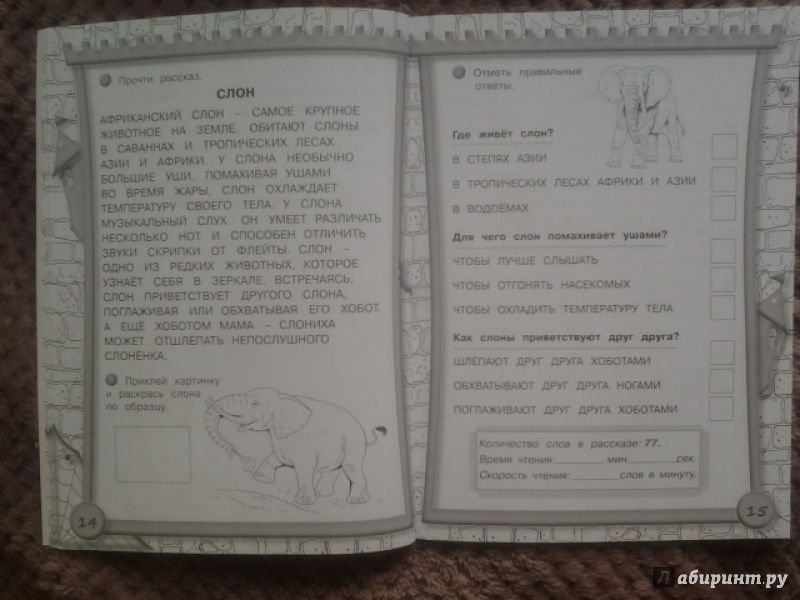 Прочти рассказ.
СЛОН
АФРИКАНСКИЙ СЛОН – САМОЕ КРУПНОЕ
ЖИВОТНОЕ НА ЗЕМЛЕ. ОБИТАЮТ СЛОНЫ
В САВАННАХ И ТРОПИЧЕСКИХ ЛЕСАХ
АЗИИ И АФРИКИ. У СЛОНА НЕОБЫЧНО
БОЛЬШИЕ УШИ. ПОМАХИВАЯ УШАМИ
ВО ВРЕМЯ ЖАРЫ, СЛОН ОХЛАЖДАЕТ
ТЕМПЕРАТУРУ СВОЕГО ТЕЛА. У СЛОНА
МУЗЫКАЛЬНЫЙ СЛУХ. ОН УМЕЕТ РАЗЛИЧАТЬ
НЕСКОЛЬКО НОТ И СПОСОБЕН ОТЛИЧИТЬ
ЗВУКИ СКРИПКИ ОТ ФЛЕЙТЫ. СЛОН –
ОДНО ИЗ РЕДКИХ ЖИВОТНЫХ, КОТОРОЕ
УЗНАЁТ СЕБЯ В ЗЕРКАЛЕ. ВСТРЕЧАЯСЬ,
СЛОН ПРИВЕТСТВУЕТ ДРУГОГО СЛОНА,
ПОГЛАЖИВАЯ ИЛИ ОБХВАТЫВАЯ ЕГО ХОБОТ.
А ЕЩЁ ХОБОТОМ МАМА – СЛОНИХА
МОЖЕТ ОТШЛЁПАТЬ НЕПОСЛУШНОГО
СЛОНЁНКА.
Приклей картинку
и раскрась слона
по образцу.
14
Отметь правильные
ответы.
Где живёт слон?
В СТЕПЯХ АЗИИ
В ТРОПИЧЕСКИХ ЛЕСАХ АФРИКИ И АЗИИ
В ВОДОЁМАХ
Для чего слон помахивает ушами?
ЧТОБЫ ЛУЧШЕ СЛЫШАТЬ
ЧТОБЫ ОТГОНЯТЬ НАСЕКОМЫХ
ЧТОБЫ ОХЛАДИТЬ ТЕМПЕРАТУРУ ТЕЛА
Как слоны приветствуют друг друга?
ШЛЁПАЮТ ДРУГ ДРУГА ХОБОТАМИ
ОБХВАТЫВАЮТ ДРУГ ДРУГА НОГАМИ
ПОГЛАЖИВАЮТ ДРУГ ДРУГА ХОБОТАМИ
Количество слов в рассказе: 77.
Время чтения ________ мин ________ сек.
Скорость чтения: ________ слов в минуту.
15
Лабиринт.ру